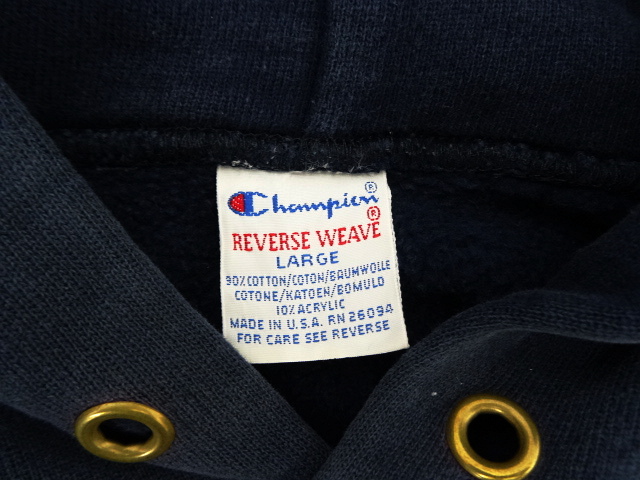 Champion®
REVERSE WEAVE®
LARGE
90% COTTON/COTON/BAUMWOLLE
COTONE/KATOEN/BOMULD
10% ACRYLIC
MADE IN U.S.A. RN 26094
FOR CARE SEE REVERSE